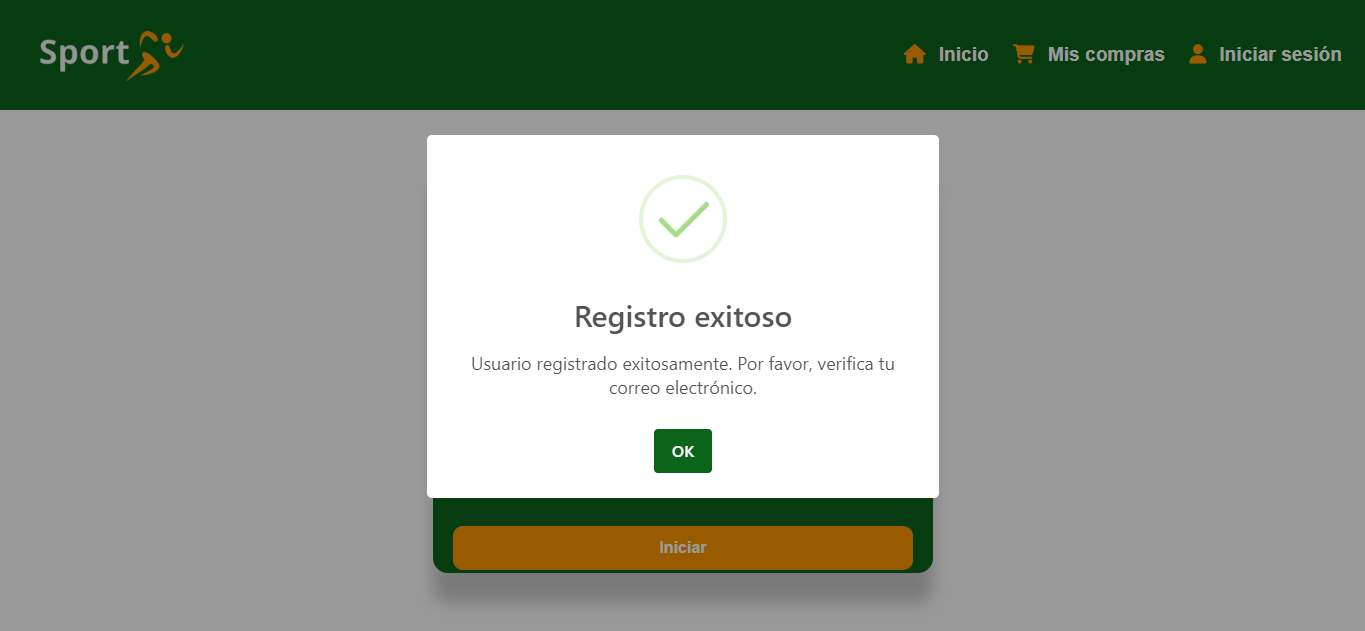 Sport
Inicio
Mis compras
Iniciar sesión
Registro exitoso
Usuario registrado exitosamente. Por favor, verifica tu
correo electrónico.
OK
Iniciar